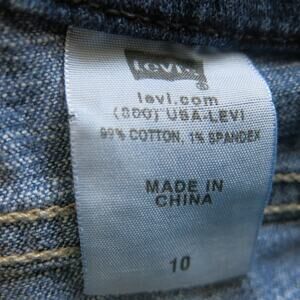 Levi's
®
levi.com
(800) USA-LEVI
99% COTTON, 1% SPANDEX
MADE IN
CHINA
10